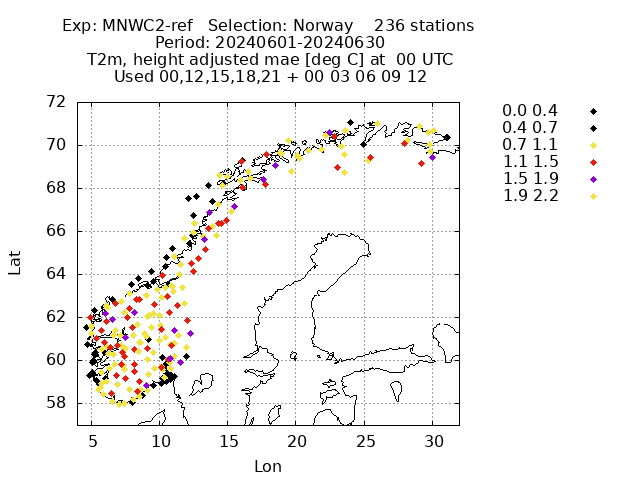 Exp: MNWC2-ref   Selection: Norway    236 stations
Period: 20240601-20240630
T2m, height adjusted mae [deg C] at  00 UTC
Used 00,12,15,18,21 + 00 03 06 09 12
72
70
68
66
64
62
60
58
Lat
5 10 15 20 25 30
Lon
0.0 0.4
0.4 0.7
0.7 1.1
1.1 1.5
1.5 1.9
1.9 2.2